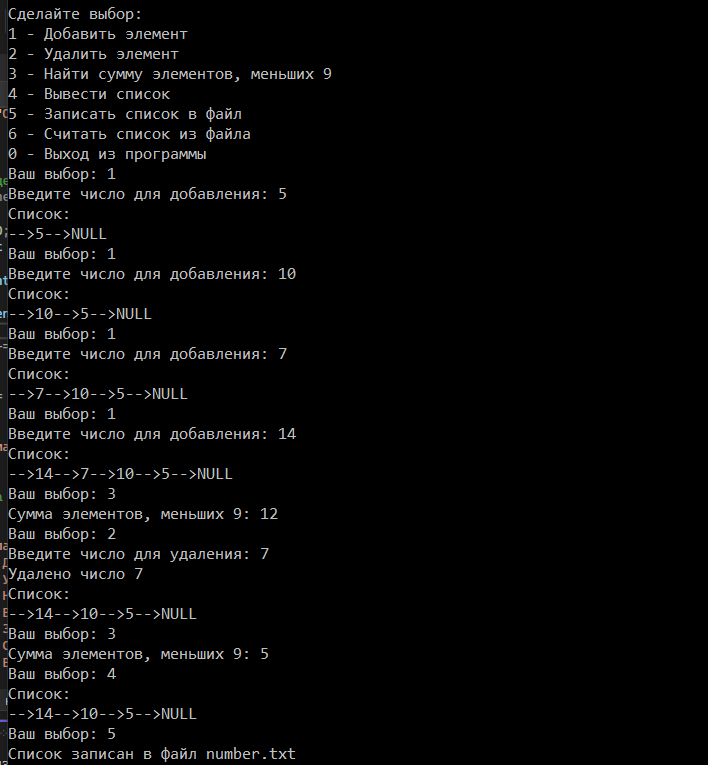 Сделайте выбор:
1 - Добавить элемент
2 - Удалить элемент
3 - Найти сумму элементов, меньших 9
4 - Вывести список
5 - Записать список в файл
6 - Считать список из файла
0 - Выход из программы
Ваш выбор: 1
Введите число для добавления: 5
Список:
-->5-->NULL
Ваш выбор: 1
Введите число для добавления: 10
Список:
-->10-->5-->NULL
Ваш выбор: 1
Введите число для добавления: 7
Список:
-->7-->10-->5-->NULL
Ваш выбор: 1
Введите число для добавления: 14
Список:
-->14-->7-->10-->5-->NULL
Ваш выбор: 3
Сумма элементов, меньших 9: 12
Ваш выбор: 2
Введите число для удаления: 7
Удалено число 7
Список:
-->14-->10-->5-->NULL
Ваш выбор: 3
Сумма элементов, меньших 9: 5
Ваш выбор: 4
Список:
-->14-->10-->5-->NULL
Ваш выбор: 5
Список записан в файл number.txt